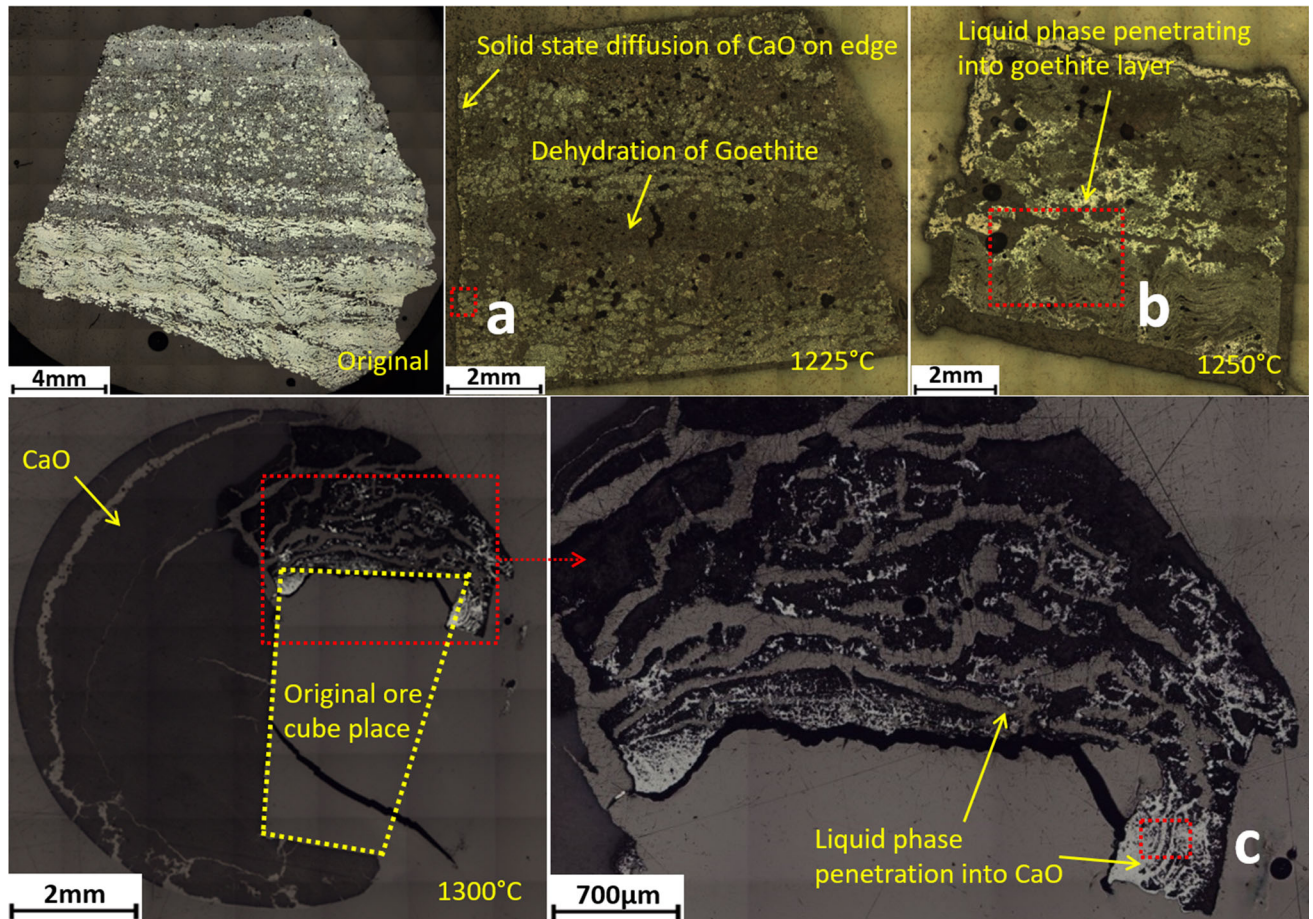 Original
4mm
Solid state diffusion of CaO on edge
Dehydration of Goethite
a
2mm
1225°C
Liquid phase penetrating
into goethite layer
b
2mm
1250°C
CaO
Original ore
cube place
2mm
1300°C
Liquid phase
penetration into CaO
c
700µm